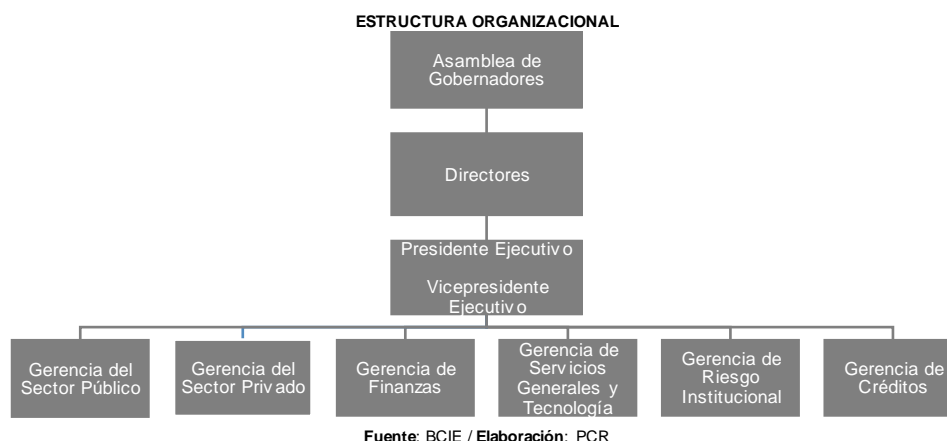 ESTRUCTURA ORGANIZACIONAL
Asamblea de
Gobernadores
Directores
Presidente Ejecutivo
Vicepresidente
Ejecutivo
Gerencia del
Sector Público
Gerencia del
Sector Privado
Gerencia de
Finanzas
Gerencia de
Servicios
Generales y
Tecnología
Gerencia de
Riesgo
Institucional
Gerencia de
Créditos
Fuente: BCIE / Elaboración: PCR